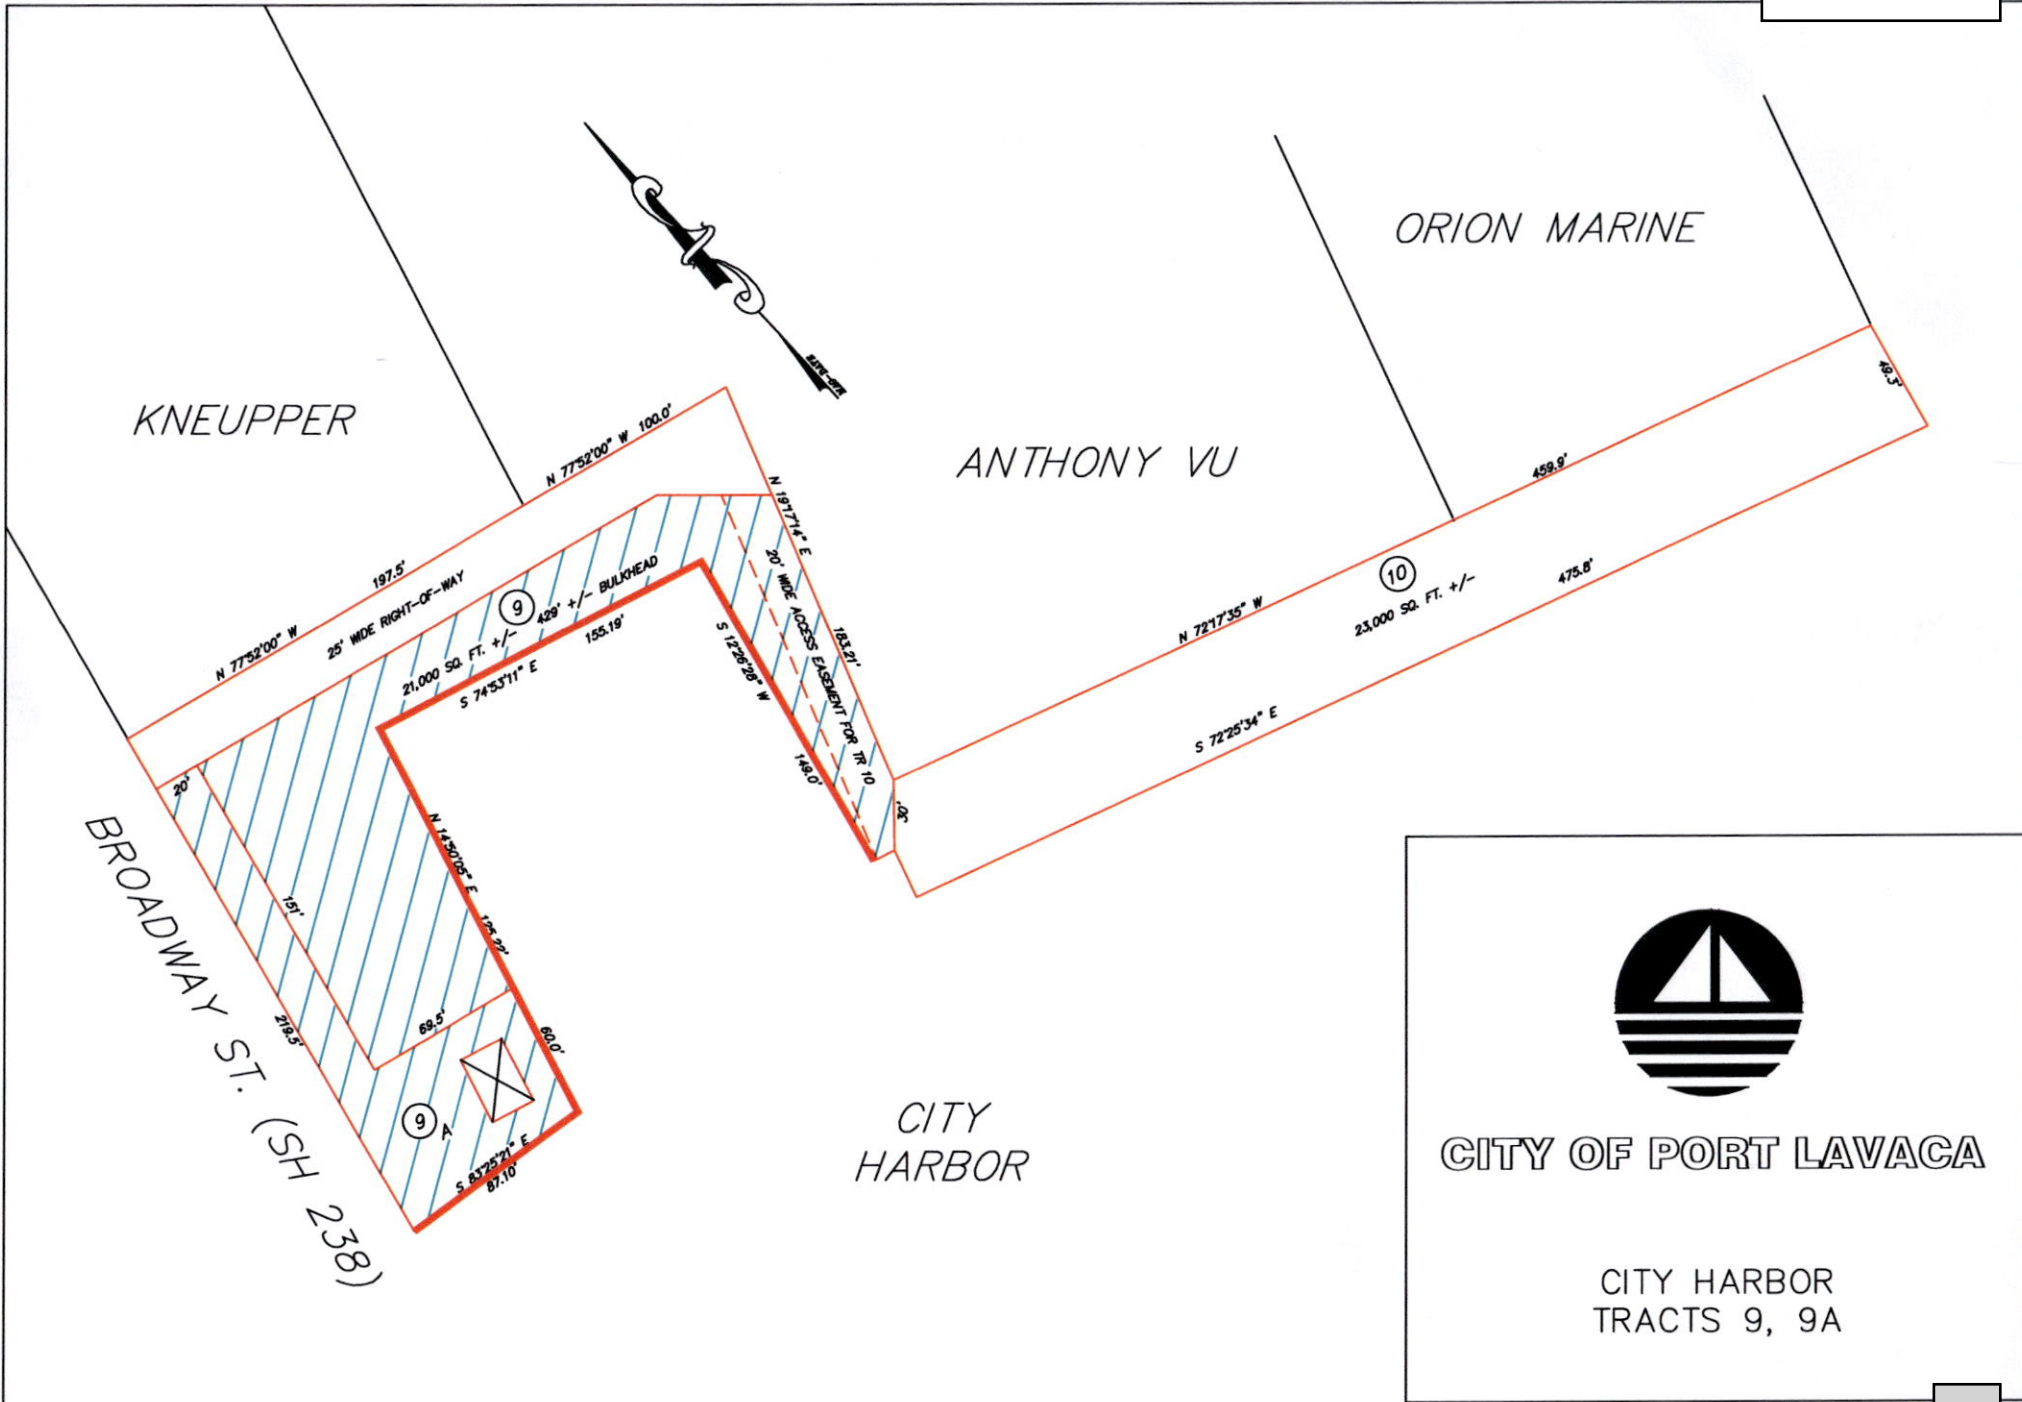 ORION MARINE
KNEUPPER
ANTHONY VU
N 77°52'00" W 100.0'
197.5'
N 77°52'00" W
25' WIDE RIGHT-OF-WAY
9
21,000 SQ. FT. +/- 429' +/- BULKHEAD
155.19'
S 74°53'11" E
N 19°17'14" E
183.21'
20' WIDE ACCESS EASEMENT FOR TR 10
S 12°26'28" W
149.0'
30'
49.3'
459.9'
N 72°17'35" W
10
23,000 SQ. FT. +/-
475.8'
S 72°25'34" E
20'
151'
N 14°50'05" E
125.22'
219.5'
69.5'
60.0'
9
A
S 83°25'21" E
87.10'
BROADWAY ST. (SH 238)
CITY
HARBOR
CITY OF PORT LAVACA
CITY HARBOR
TRACTS 9, 9A